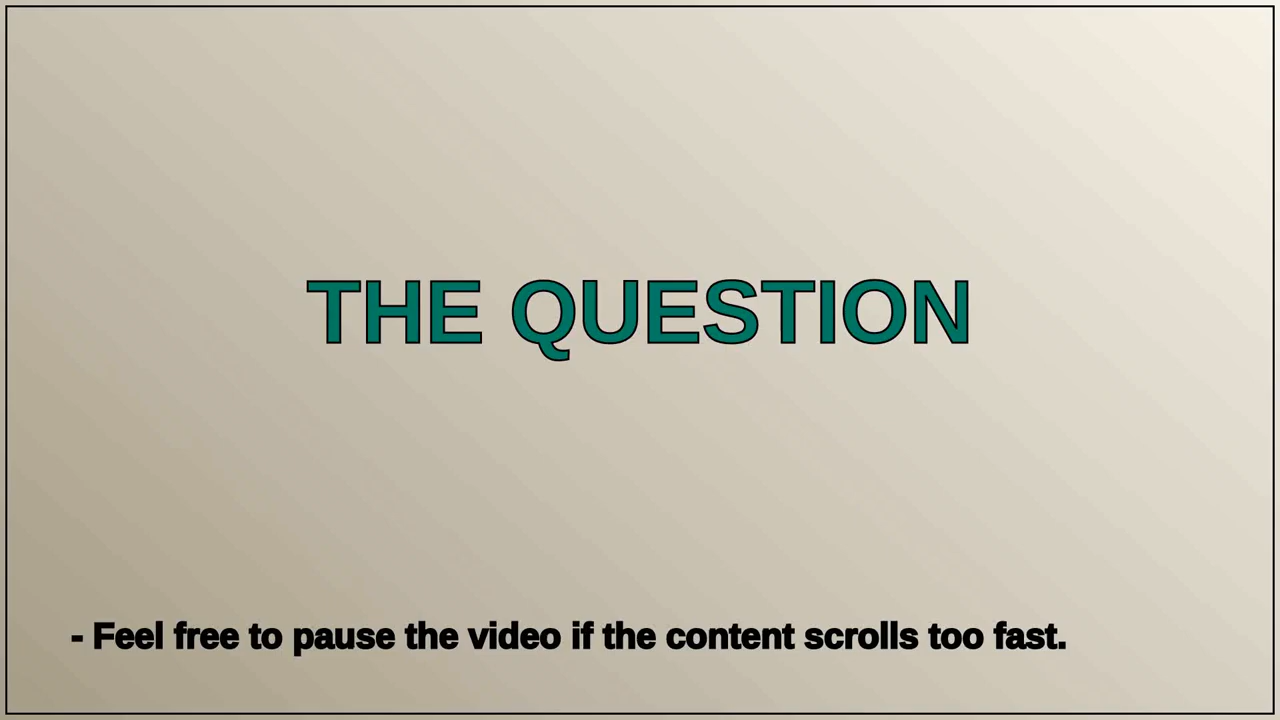 THE QUESTION
- Feel free to pause the video if the content scrolls too fast.